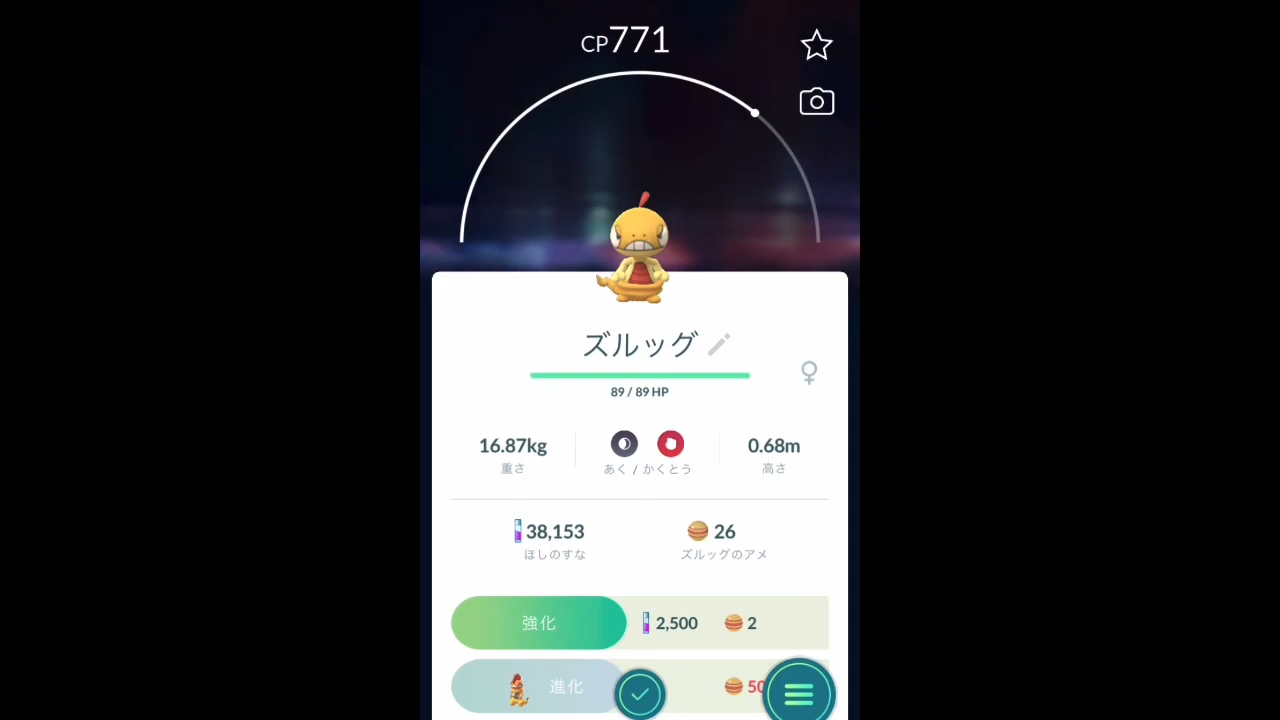 CP771
ズルッグ
89 / 89 HP
16.87kg
重さ
あく / かくとう
0.68m
高さ
38,153
ほしのすな
26
ズルッグのアメ
強化
2,500
2
進化
50